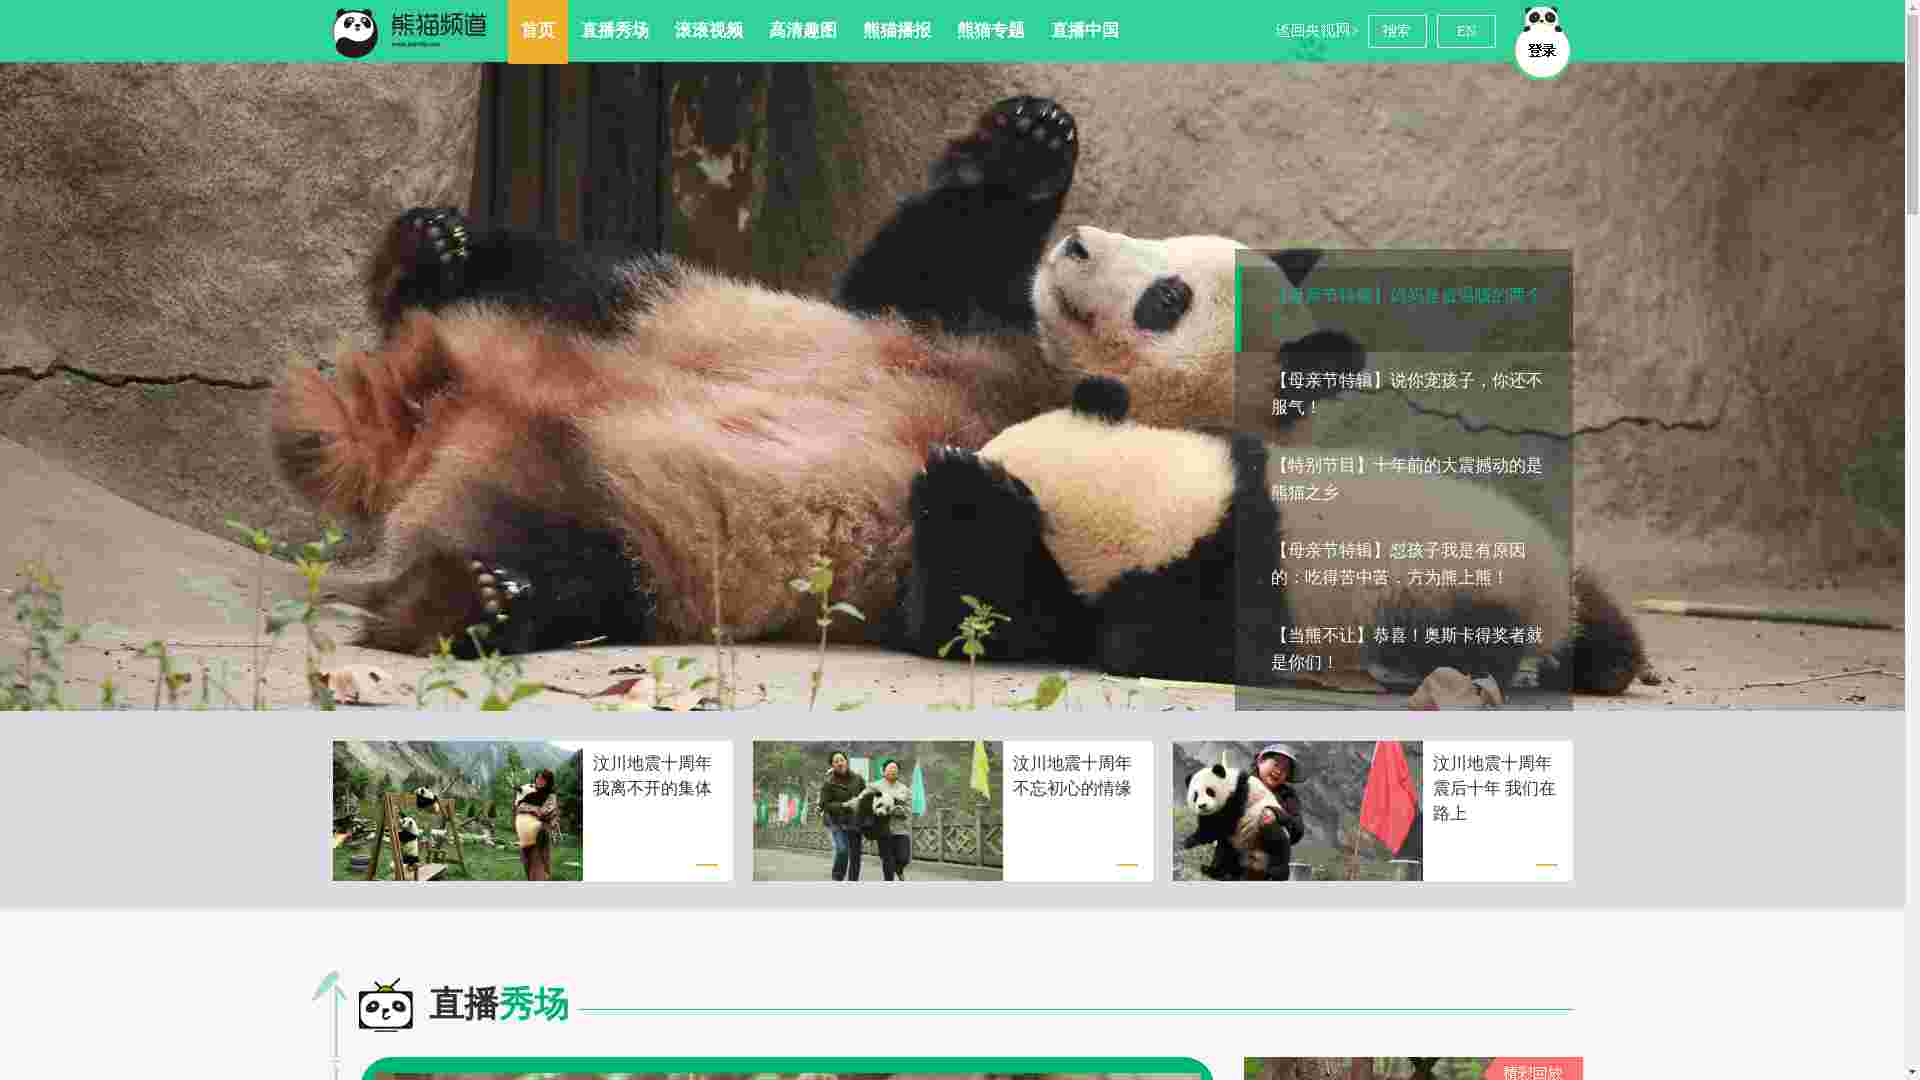 熊猫频道
首页 直播秀场 滚滚视频 高清趣图 熊猫播报 熊猫专题 直播中国
返回央视网> 搜索 EN 登录
【母亲节特辑】妈妈是最温暖的两个
【母亲节特辑】说你宠孩子，你还不
服气！
【特别节目】十年前的大震撼动的是
熊猫之乡
【母亲节特辑】怼孩子我是有原因
的：吃得苦中苦，方为熊上熊！
【当熊不让】恭喜！奥斯卡得奖者就
是你们！
汶川地震十周年
我离不开的集体
汶川地震十周年
不忘初心的情缘
汶川地震十周年
震后十年 我们在
路上
直播秀场
精彩回放